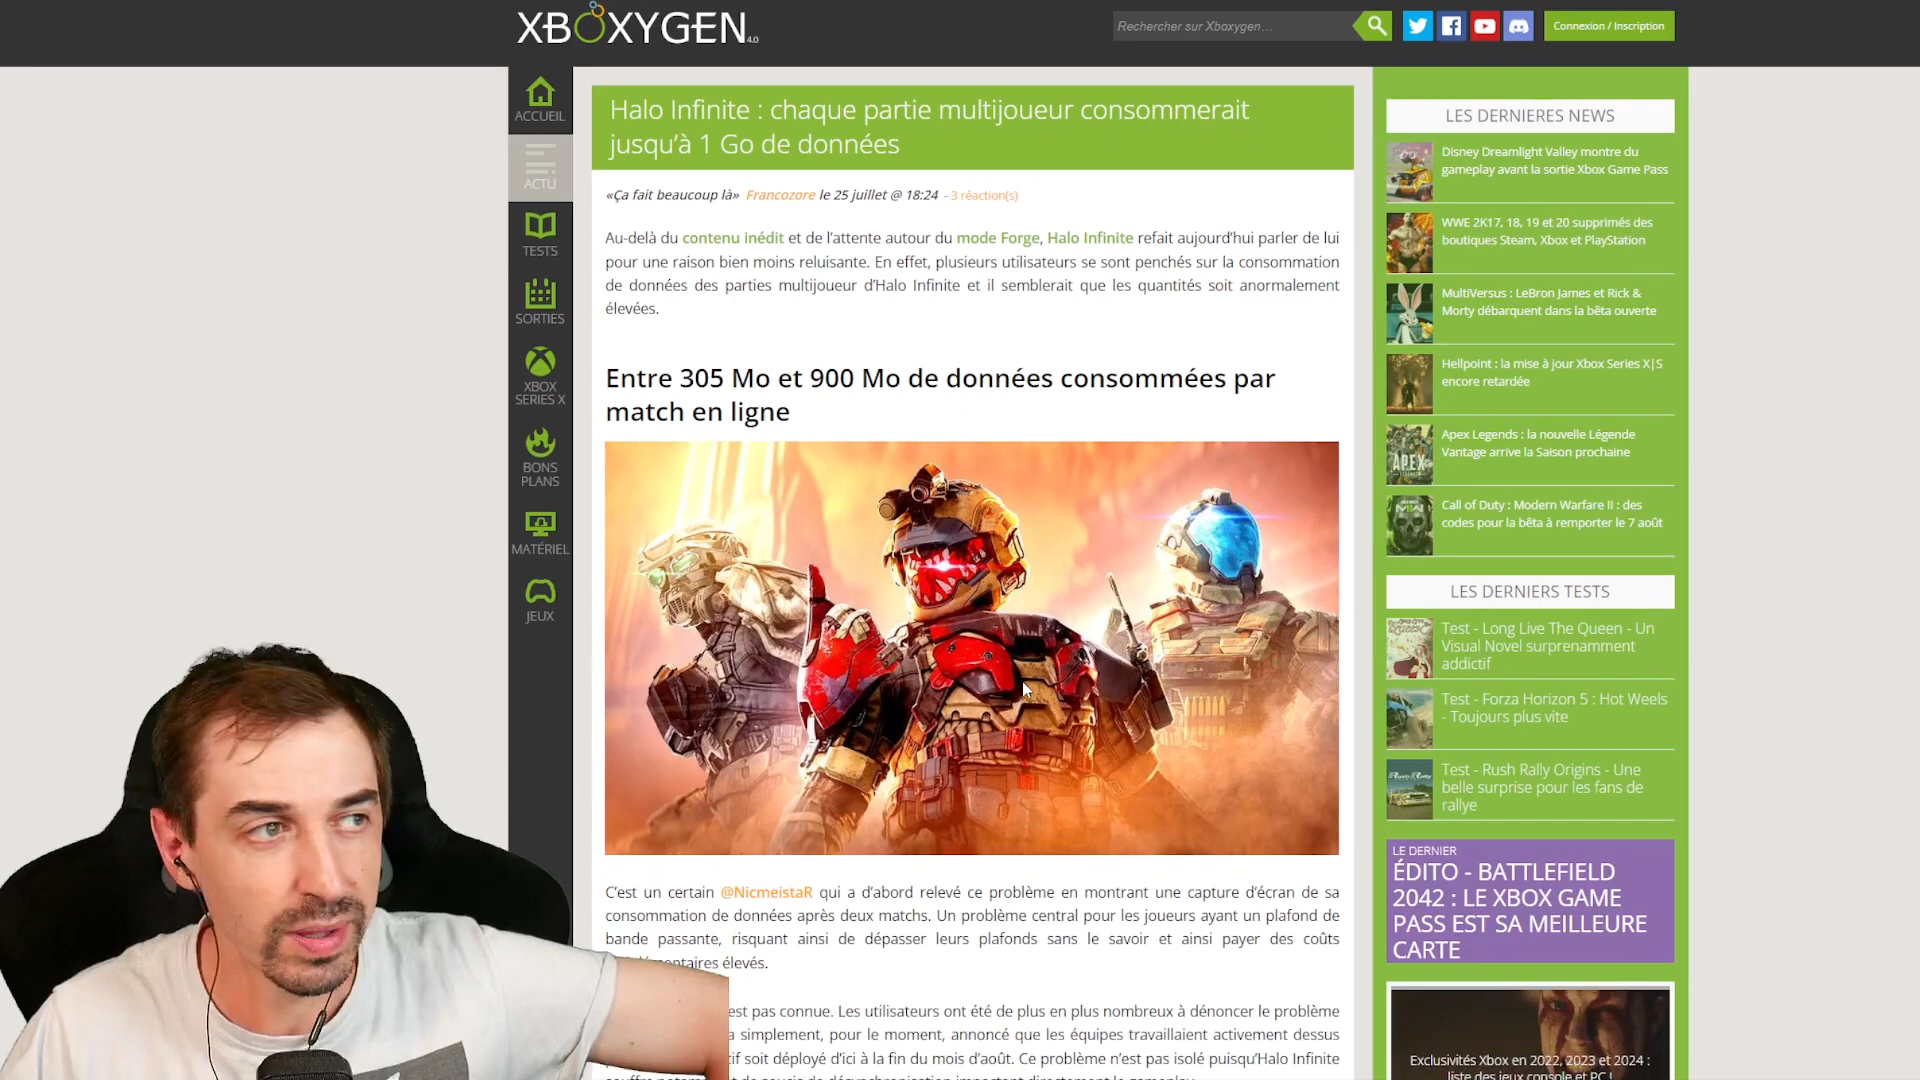 XBOXYGEN 4.0
Rechercher sur Xboxygen...
Connexion / Inscription
ACCUEIL
ACTU
TESTS
SORTIES
XBOX
SERIES X
BONS
PLANS
MATÉRIEL
JEUX
Halo Infinite : chaque partie multijoueur consommerait
jusqu'à 1 Go de données
«Ça fait beaucoup là» Francozore le 25 juillet @ 18:24 - 3 réaction(s)
Au-delà du contenu inédit et de l'attente autour du mode Forge, Halo Infinite refait aujourd'hui parler de lui
pour une raison bien moins reluisante. En effet, plusieurs utilisateurs se sont penchés sur la consommation
de données des parties multijoueur d'Halo Infinite et il semblerait que les quantités soit anormalement
élevées.
Entre 305 Mo et 900 Mo de données consommées par
match en ligne
C'est un certain @NicmeistaR qui a d'abord relevé ce problème en montrant une capture d'écran de sa
consommation de données après deux matchs. Un problème central pour les joueurs ayant un plafond de
bande passante, risquant ainsi de dépasser leurs plafonds sans le savoir et ainsi payer des coûts
élevés.
est pas connue. Les utilisateurs ont été de plus en plus nombreux à dénoncer le problème
a simplement, pour le moment, annoncé que les équipes travaillaient activement dessus
tif soit déployé d'ici à la fin du mois d'août. Ce problème n'est pas isolé puisqu'Halo Infinite
LES DERNIERES NEWS
Disney Dreamlight Valley montre du
gameplay avant la sortie Xbox Game Pass
WWE 2K17, 18, 19 et 20 supprimés des
boutiques Steam, Xbox et PlayStation
MultiVersus : LeBron James et Rick &
Morty débarquent dans la bêta ouverte
Hellpoint : la mise à jour Xbox Series X|S
encore retardée
APEX
Apex Legends : la nouvelle Légende
Vantage arrive la Saison prochaine
Call of Duty : Modern Warfare II : des
codes pour la bêta à remporter le 7 août
LES DERNIERS TESTS
Test - Long Live The Queen - Un
Visual Novel surprenamment
addictif
Test - Forza Horizon 5 : Hot Weels
- Toujours plus vite
Test - Rush Rally Origins - Une
belle surprise pour les fans de
rallye
LE DERNIER
ÉDITO - BATTLEFIELD
2042 : LE XBOX GAME
PASS EST SA MEILLEURE
CARTE
Exclusivités Xbox en 2022, 2023 et 2024 :
liste des jeux console et PC !